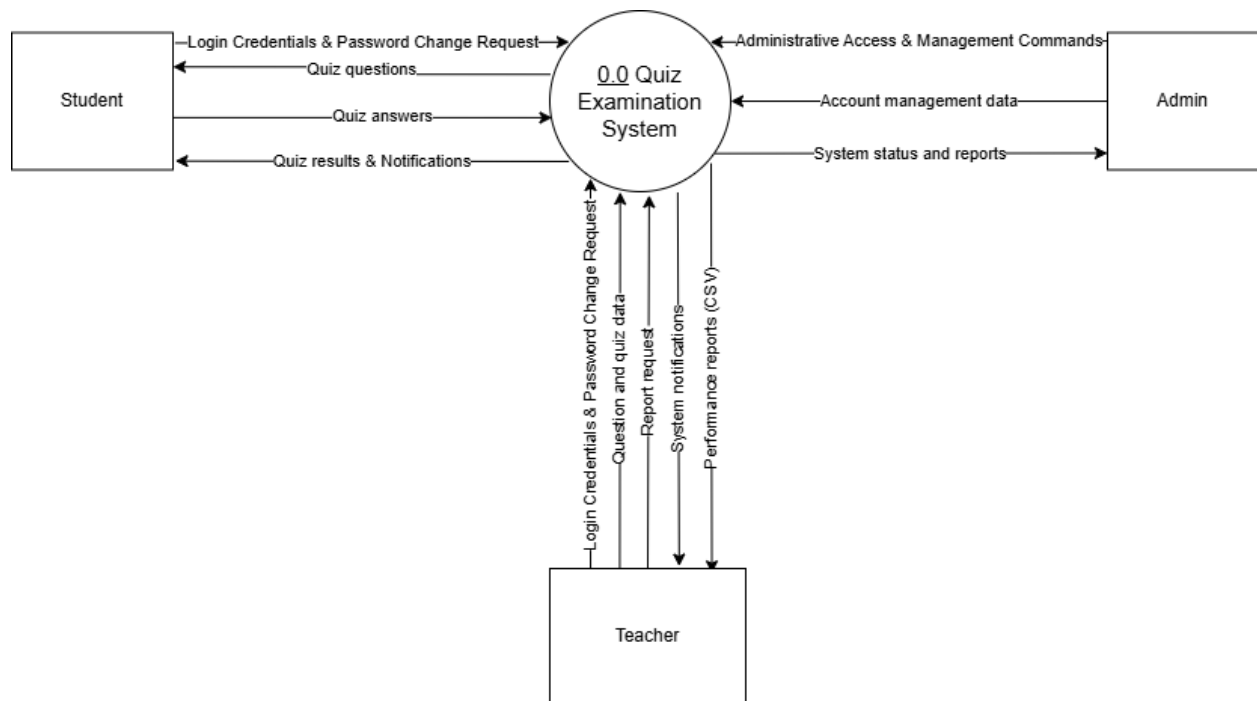 Login Credentials & Password Change Request
Quiz questions
Student
Quiz answers
Quiz results & Notifications
0.0 Quiz
Examination
System
Administrative Access & Management Commands
Account management data
Admin
System status and reports
Login Credentials & Password Change Request
Question and quiz data
Report request
System notifications
Performance reports (CSV)
Teacher